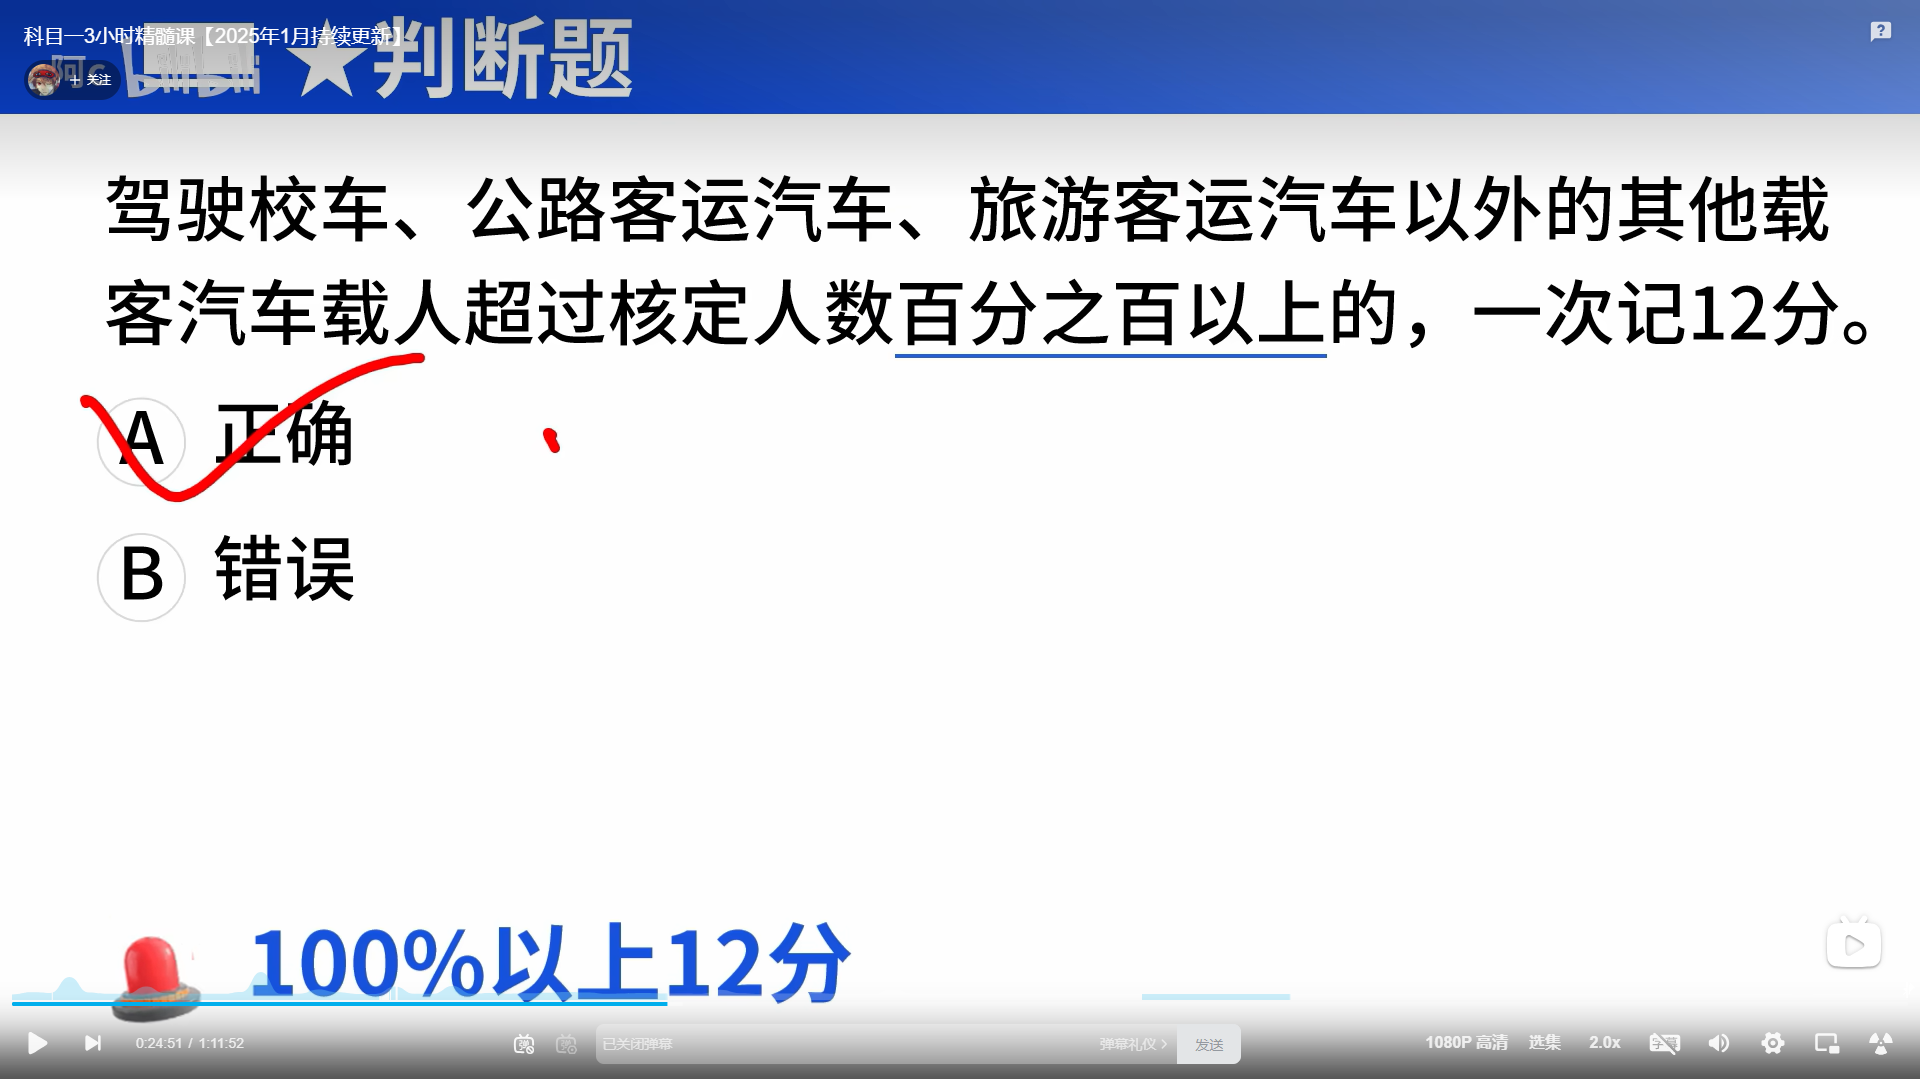 科目一3小时精髓课【2025年1月持续更新】
★判断题
+ 关注
驾驶校车、公路客运汽车、旅游客运汽车以外的其他载
客汽车载人超过核定人数百分之百以上的，一次记12分。
A 正确
B 错误
100%以上12分
0:24:51 / 1:11:52
已关闭弹幕
弹幕礼仪 >
发送
1080P 高清
选集
2.0x